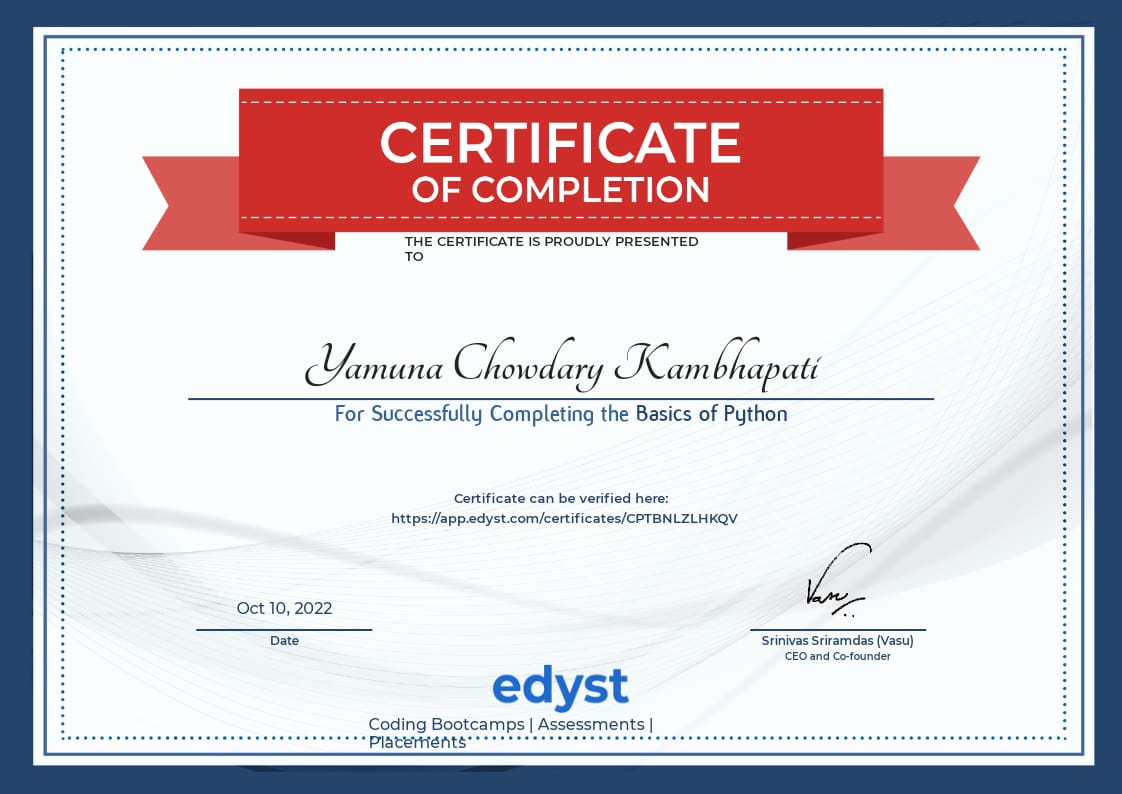 CERTIFICATE
OF COMPLETION
THE CERTIFICATE IS PROUDLY PRESENTED
TO
Yamuna Chowdary Kambhapati
For Successfully Completing the Basics of Python
Certificate can be verified here:
https://app.edyst.com/certificates/CPTBNLZLHKQV
Vasu
Oct 10, 2022
Date
Srinivas Sriramdas (Vasu)
CEO and Co-founder
edyst
Coding Bootcamps | Assessments |
Placements